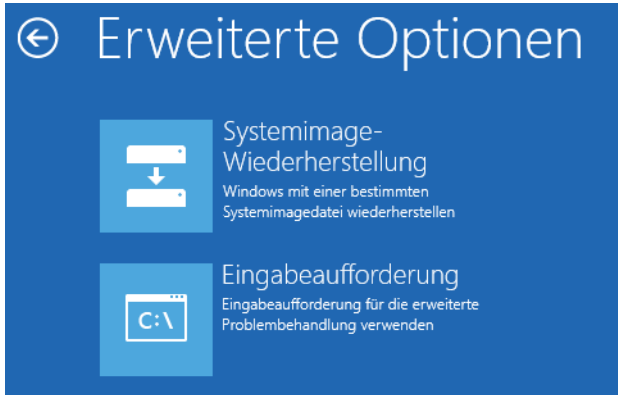 Erweiterte Optionen
Systemimage-
Wiederherstellung
Windows mit einer bestimmten
Systemimagedatei wiederherstellen
Eingabeaufforderung
Eingabeaufforderung für die erweiterte
Problembehandlung verwenden
C:\